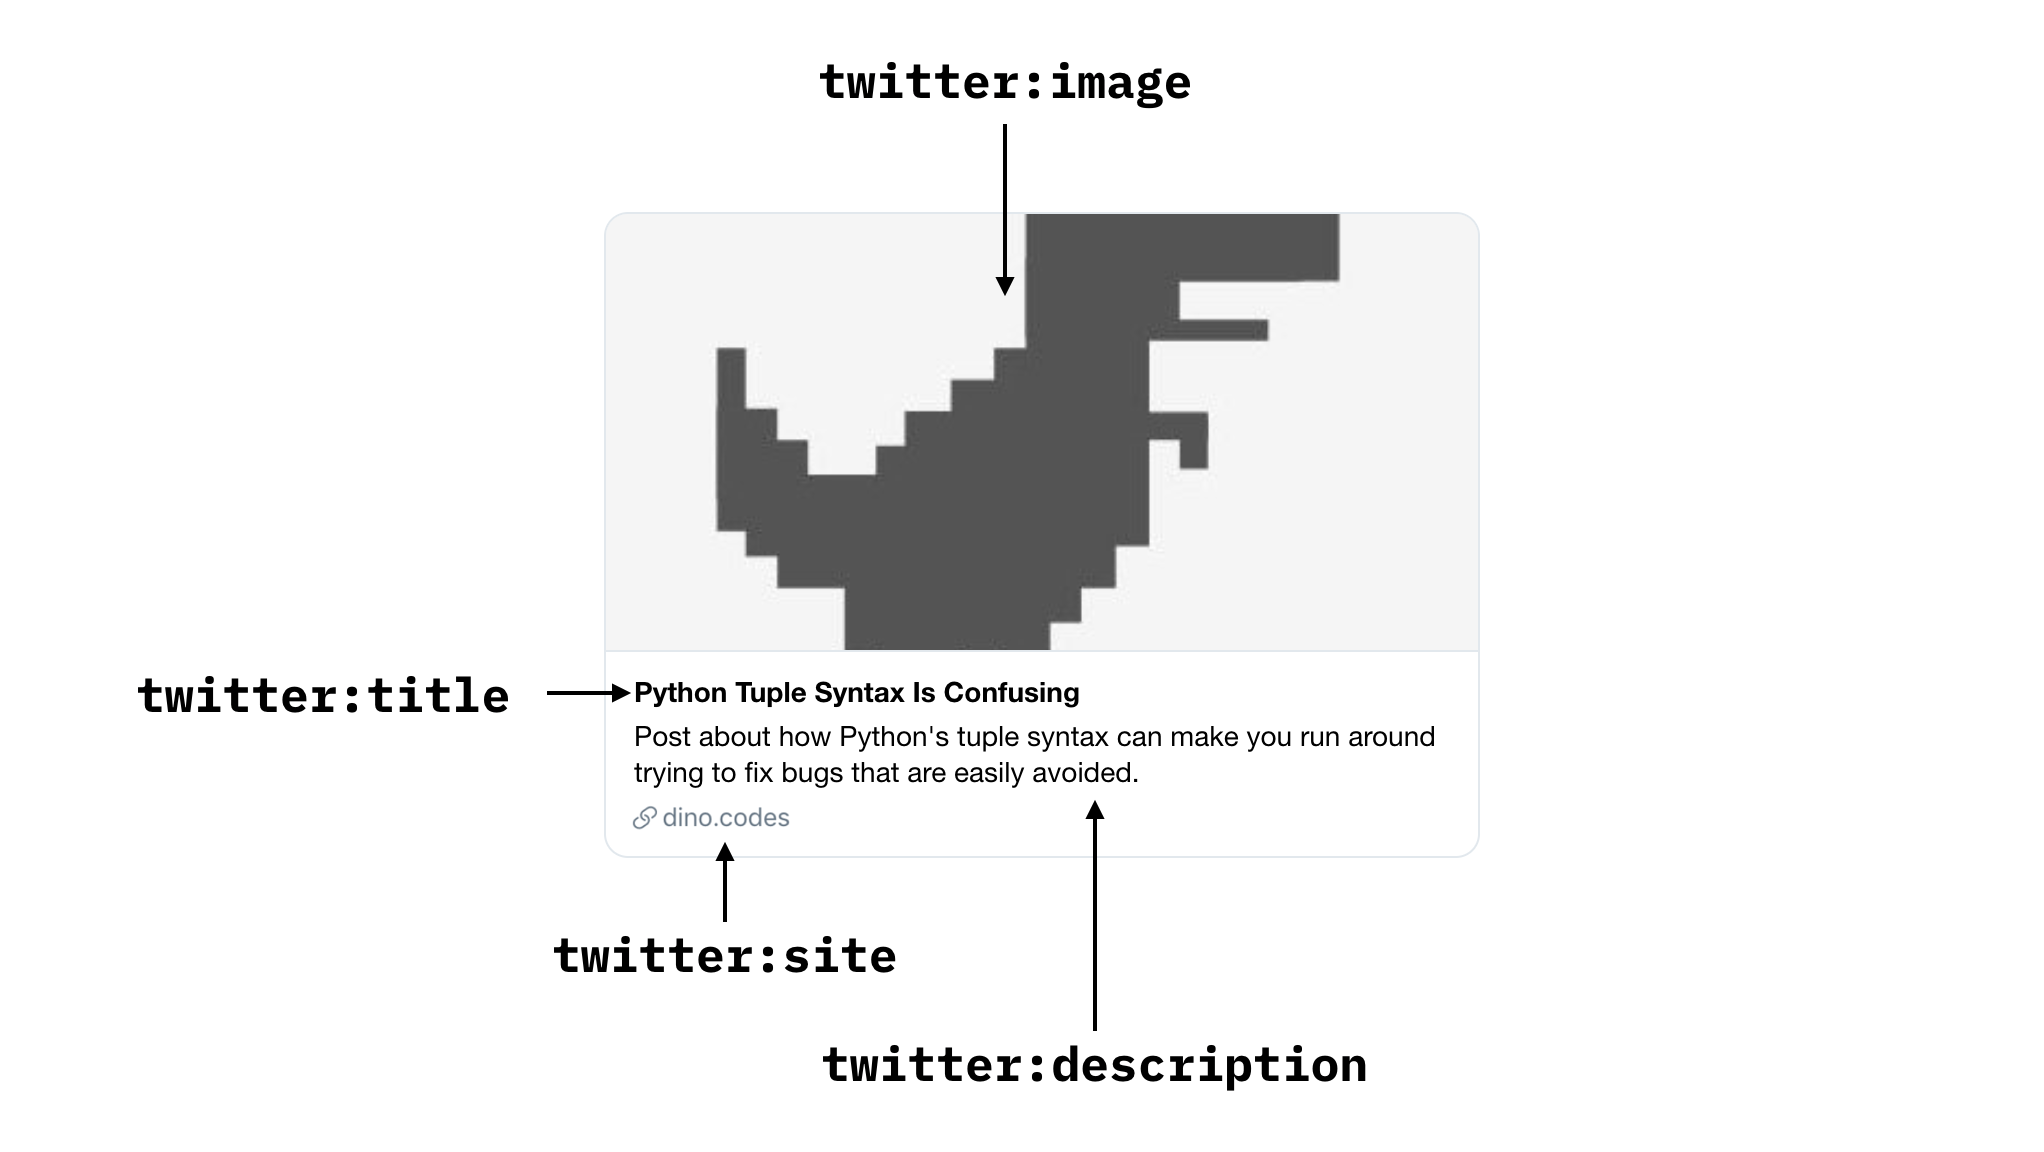 twitter:image
twitter:title
Python Tuple Syntax Is Confusing
Post about how Python's tuple syntax can make you run around
trying to fix bugs that are easily avoided.
dino.codes
twitter:site
twitter:description